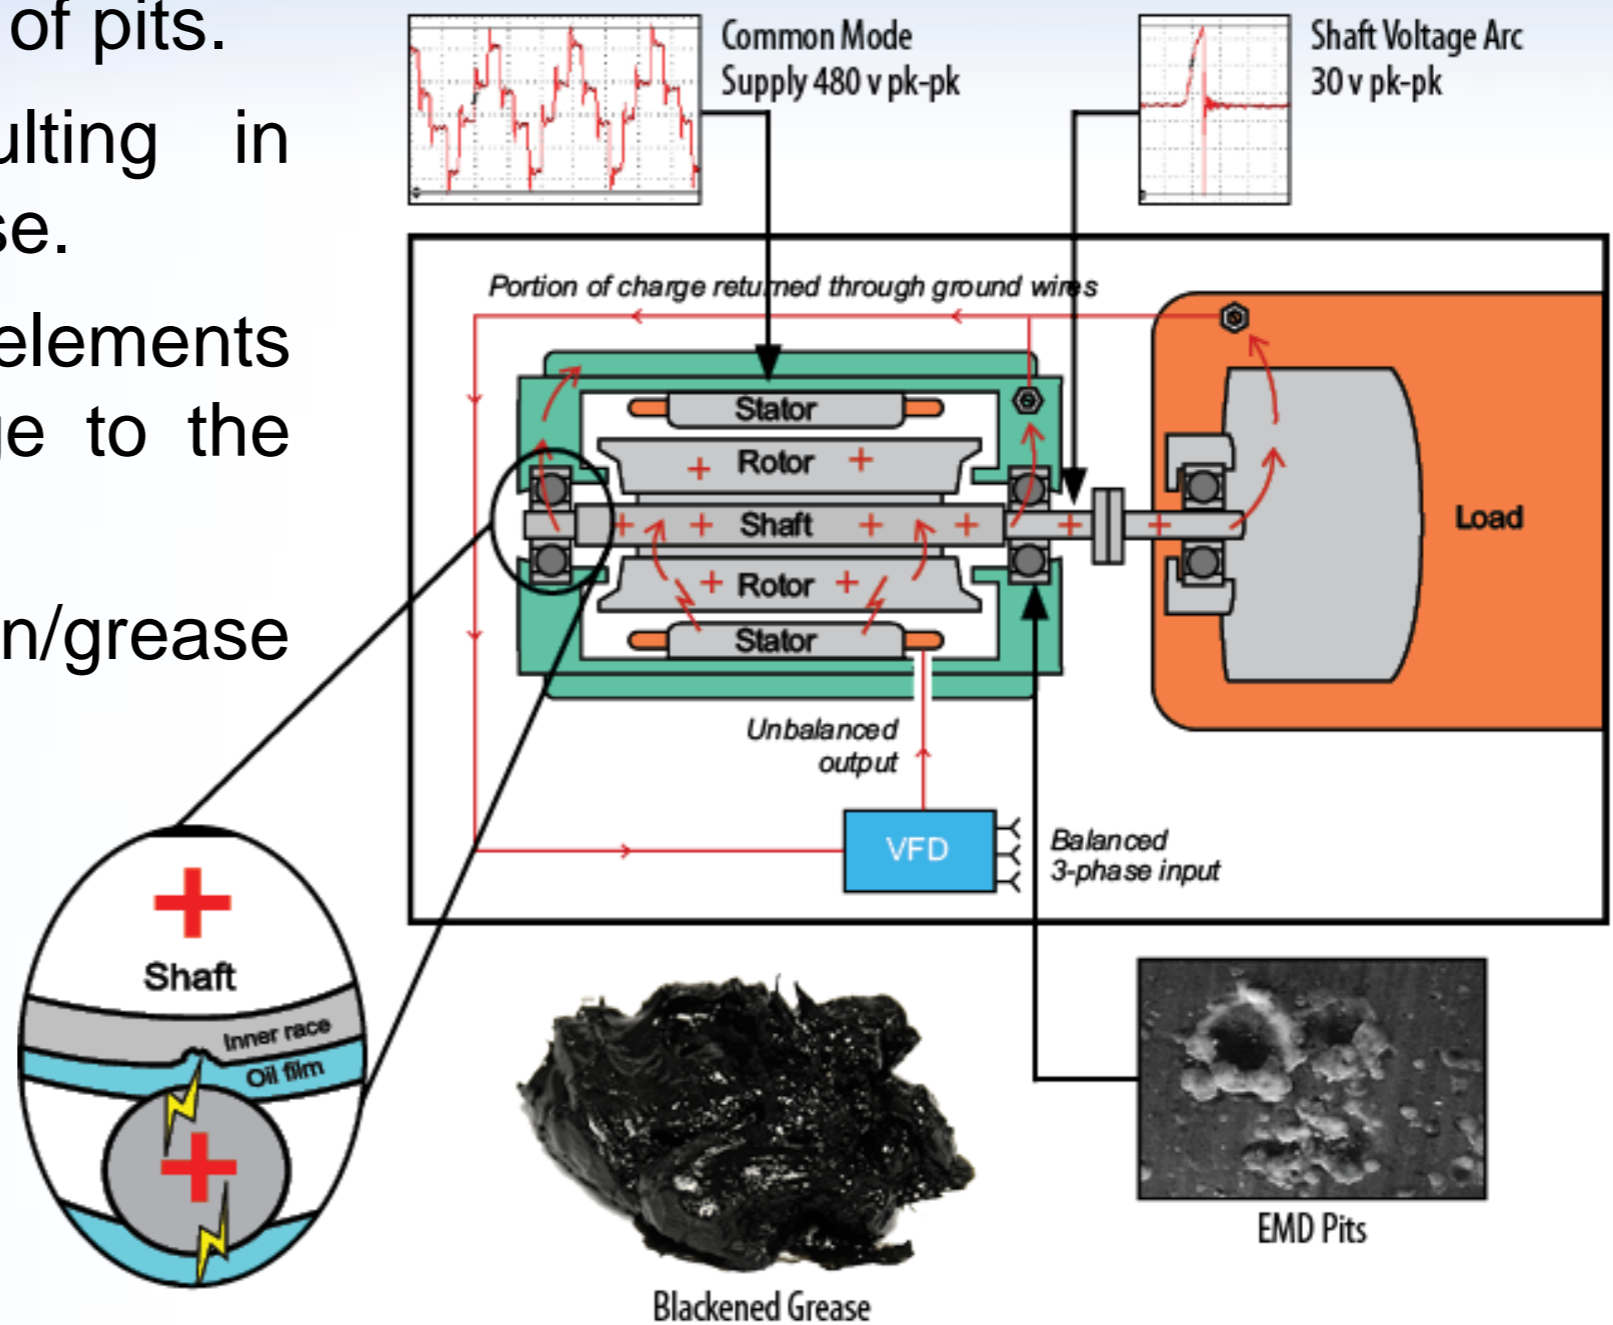 of pits.
ulting in
se.
elements
ge to the
n/grease
Common Mode
Supply 480 v pk-pk
Shaft Voltage Arc
30 v pk-pk
Portion of charge returned through ground wires
Stator
Rotor
Shaft
Rotor
Stator
Load
Unbalanced
output
VFD
Balanced
3-phase input
Shaft
Inner race
Oil film
Blackened Grease
EMD Pits